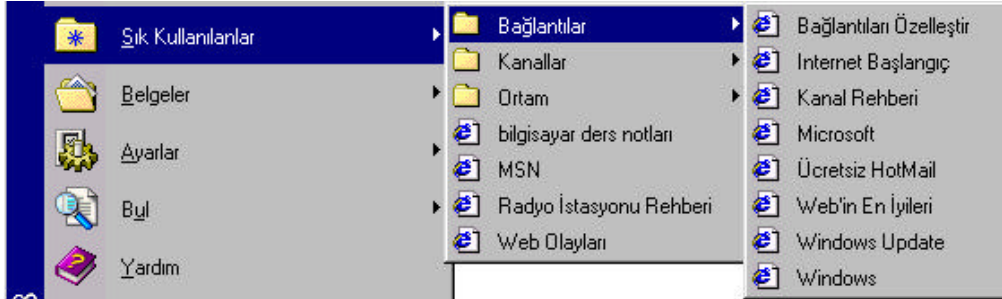 Sık Kullanılanlar
Belgeler
Ayarlar
Bul
Yardım
Bağlantılar
Kanallar
Ortam
bilgisayar ders notları
MSN
Radyo İstasyonu Rehberi
Web Olayları
Bağlantıları Özelleştir
Internet Başlangıç
Kanal Rehberi
Microsoft
Ücretsiz HotMail
Web'in En İyileri
Windows Update
Windows